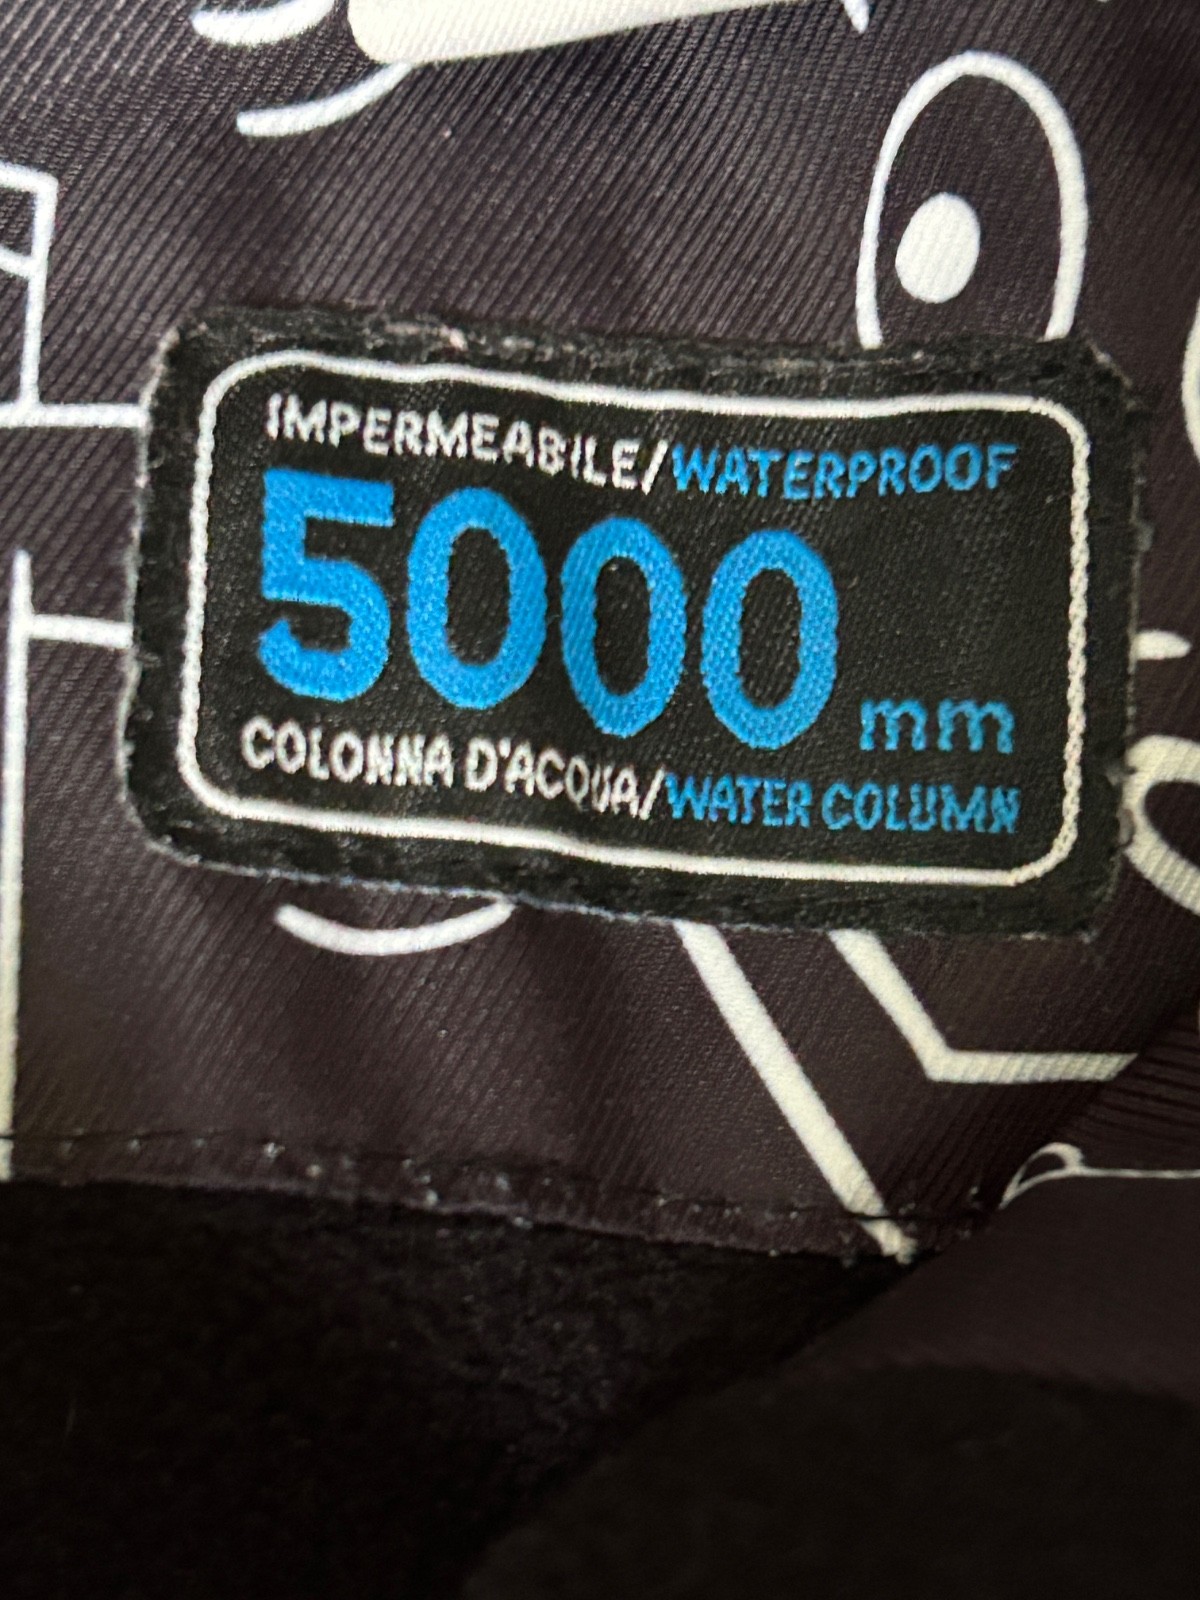 IMPERMEABILE/WATERPROOF
5000 mm
COLONNA D'ACQUA/WATER COLUMN